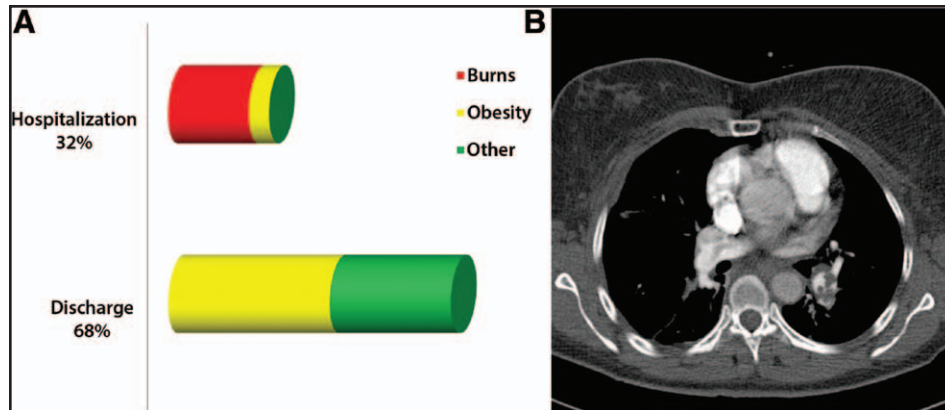 A
Hospitalization
32%
Burns
Obesity
Other
Discharge
68%
B